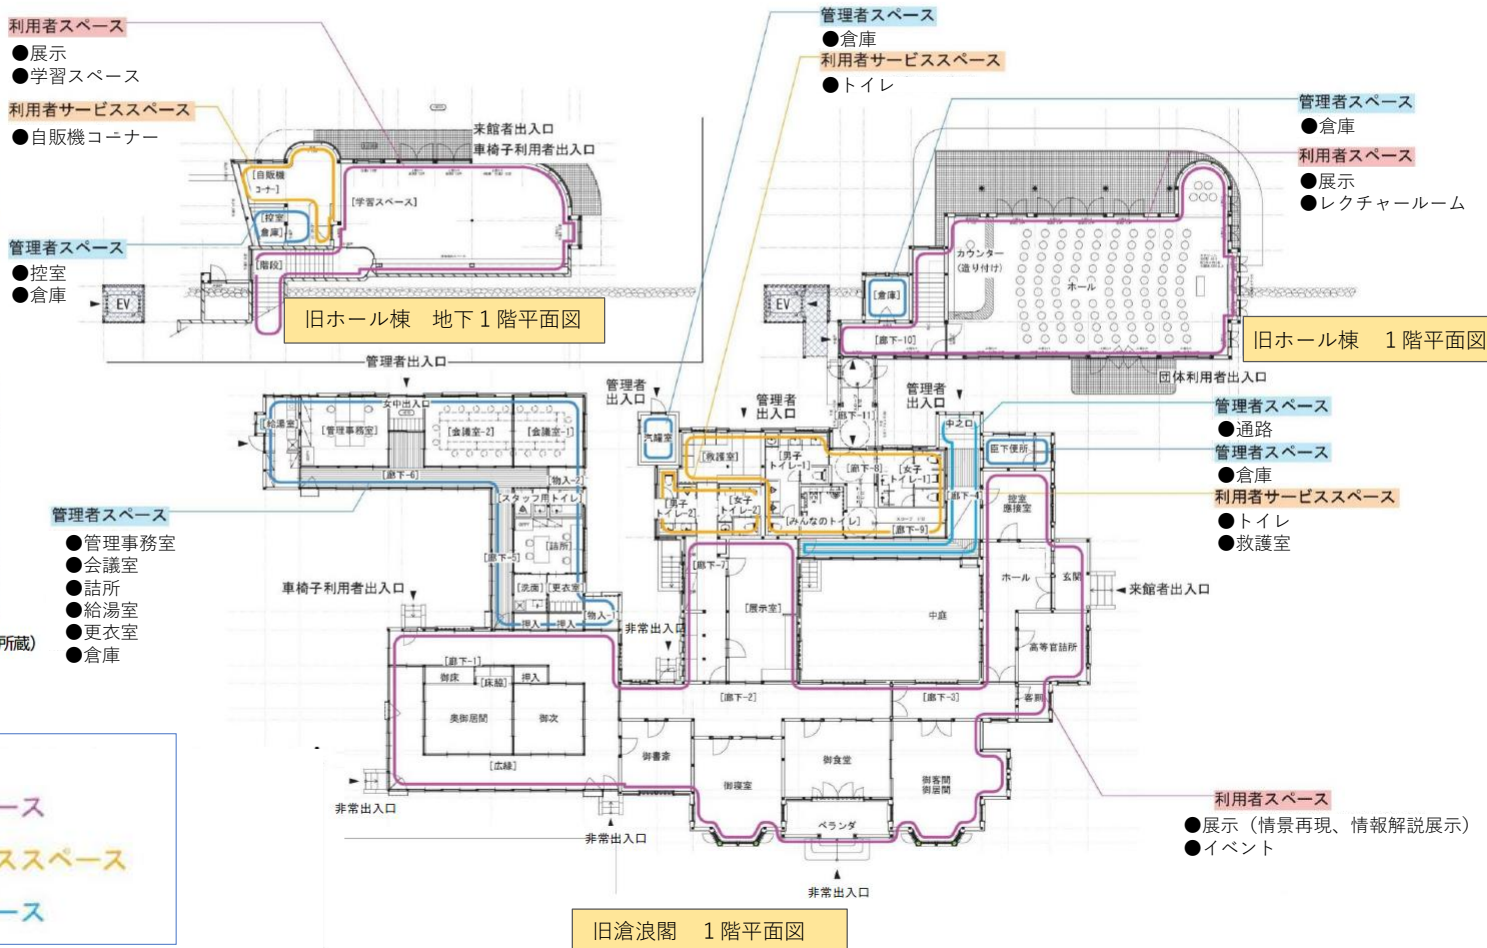 利用者スペース
●展示
●学習スペース
利用者サービススペース
●自販機コーナー
管理者スペース
●控室
●倉庫
来館者出入口
車椅子利用者出入口
[自販機
コーナー]
[学習スペース]
[控室
倉庫]
[階段]
EV
旧ホール棟 地下1階平面図
管理者スペース
●倉庫
利用者サービススペース
●トイレ
管理者スペース
●倉庫
利用者スペース
●展示
●レクチャールーム
カウンター
(造り付け)
ホール
[倉庫]
EV
[廊下-10]
旧ホール棟 1階平面図
団体利用者出入口
管理者出入口
女中出入口
[給湯室]
[管理事務室]
[会議室-2]
[会議室-1]
[廊下-6]
[物入-2]
[スタッフ用トイレ]
[詰所]
[廊下-5]
[洗面]
[更衣室]
[物入-1]
押入
押入
管理者
出入口
汽罐室
管理者
出入口
[救護室]
[男子
トイレ-1]
[廊下-11]
[廊下-8]
[女子
トイレ-1]
[男子
トイレ-2]
[女子
トイレ-2]
[みんなのトイレ]
[廊下-9]
管理者
出入口
中之口
[廊下-4]
臣下便所
管理者スペース
●通路
管理者スペース
●倉庫
利用者サービススペース
●トイレ
●救護室
管理者スペース
●管理事務室
●会議室
●詰所
●給湯室
●更衣室
●倉庫
所蔵)
車椅子利用者出入口
非常出入口
[廊下-7]
[展示室]
中庭
控室
應接室
ホール
玄関
来館者出入口
高等官詰所
客厠
[廊下-1]
御床
[床脇]
押入
奥御居間
御次
[広縁]
[廊下-2]
[廊下-3]
御書斎
御寝室
御食堂
御客間
御居間
ベランダ
非常出入口
非常出入口
非常出入口
利用者スペース
●展示(情景再現、情報解説展示)
●イベント
ース
ススペース
ース
旧滄浪閣 1階平面図